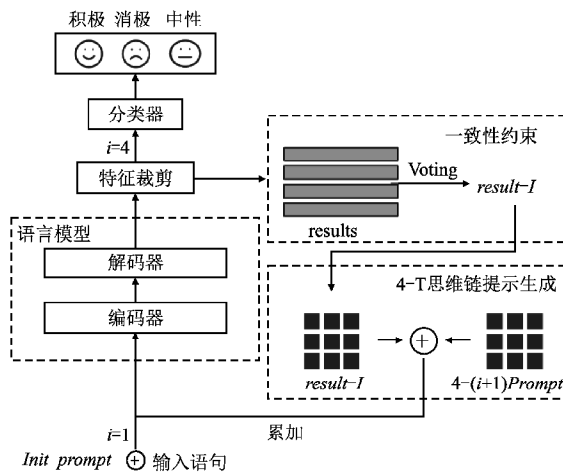 积极 消极 中性
分类器
i=4
特征裁剪
一致性约束
Voting
result-I
results
语言模型
解码器
编码器
4-T思维链提示生成
result-I
4-(i+1)Prompt
i=1
累加
Init prompt ⊕ 输入语句